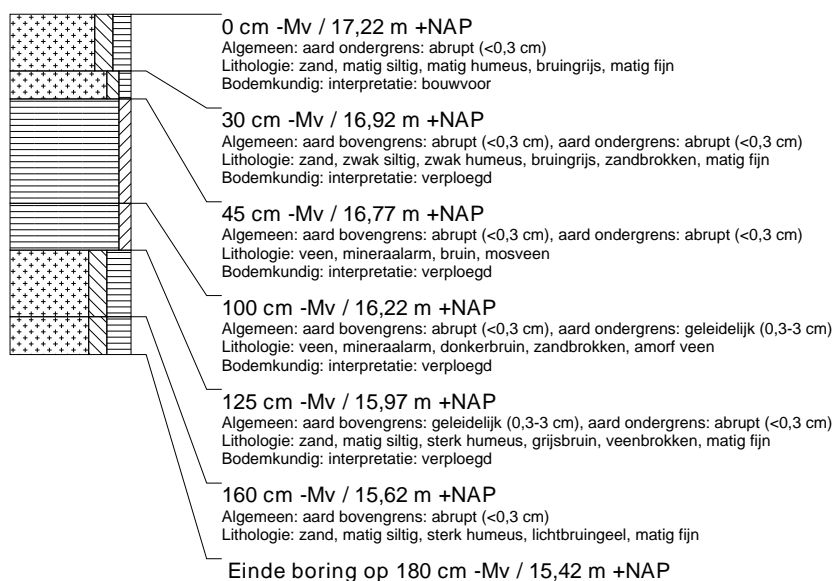 0 cm -Mv / 17,22 m +NAP
Algemeen: aard ondergrens: abrupt (<0,3 cm)
Lithologie: zand, matig siltig, matig humeus, bruingrijs, matig fijn
Bodemkundig: interpretatie: bouwvoor
30 cm -Mv / 16,92 m +NAP
Algemeen: aard bovengrens: abrupt (<0,3 cm), aard ondergrens: abrupt (<0,3 cm)
Lithologie: zand, zwak siltig, zwak humeus, bruingrijs, zandbrokken, matig fijn
Bodemkundig: interpretatie: verploegd
45 cm -Mv / 16,77 m +NAP
Algemeen: aard bovengrens: abrupt (<0,3 cm), aard ondergrens: abrupt (<0,3 cm)
Lithologie: veen, mineraalarm, bruin, mosveen
Bodemkundig: interpretatie: verploegd
100 cm -Mv / 16,22 m +NAP
Algemeen: aard bovengrens: abrupt (<0,3 cm), aard ondergrens: geleidelijk (0,3-3 cm)
Lithologie: veen, mineraalarm, donkerbruin, zandbrokken, amorf veen
Bodemkundig: interpretatie: verploegd
125 cm -Mv / 15,97 m +NAP
Algemeen: aard bovengrens: geleidelijk (0,3-3 cm), aard ondergrens: abrupt (<0,3 cm)
Lithologie: zand, matig siltig, sterk humeus, grijsbruin, veenbrokken, matig fijn
Bodemkundig: interpretatie: verploegd
160 cm -Mv / 15,62 m +NAP
Algemeen: aard bovengrens: abrupt (<0,3 cm)
Lithologie: zand, matig siltig, sterk humeus, lichtbruingeel, matig fijn
Einde boring op 180 cm -Mv / 15,42 m +NAP